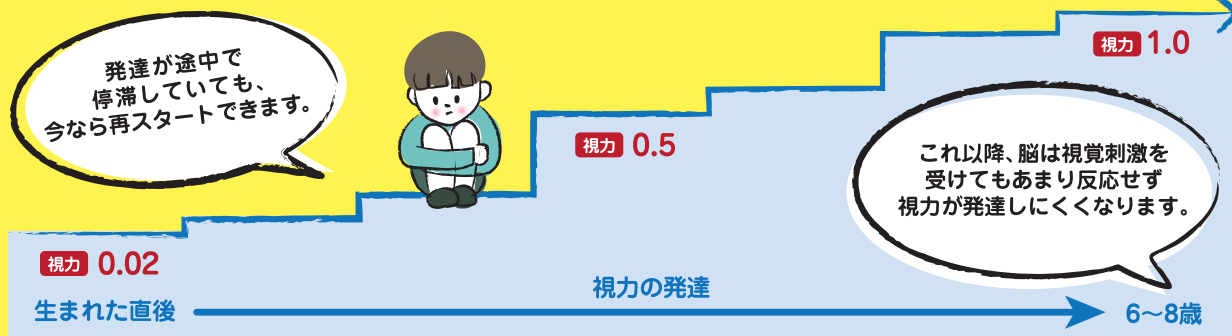 発達が途中で
停滞していても、
今なら再スタートできます。
視力 0.02
生まれた直後
視力 0.5
視力の発達
視力 1.0
これ以降、脳は視覚刺激を
受けてもあまり反応せず
視力が発達しにくくなります。
6〜8歳